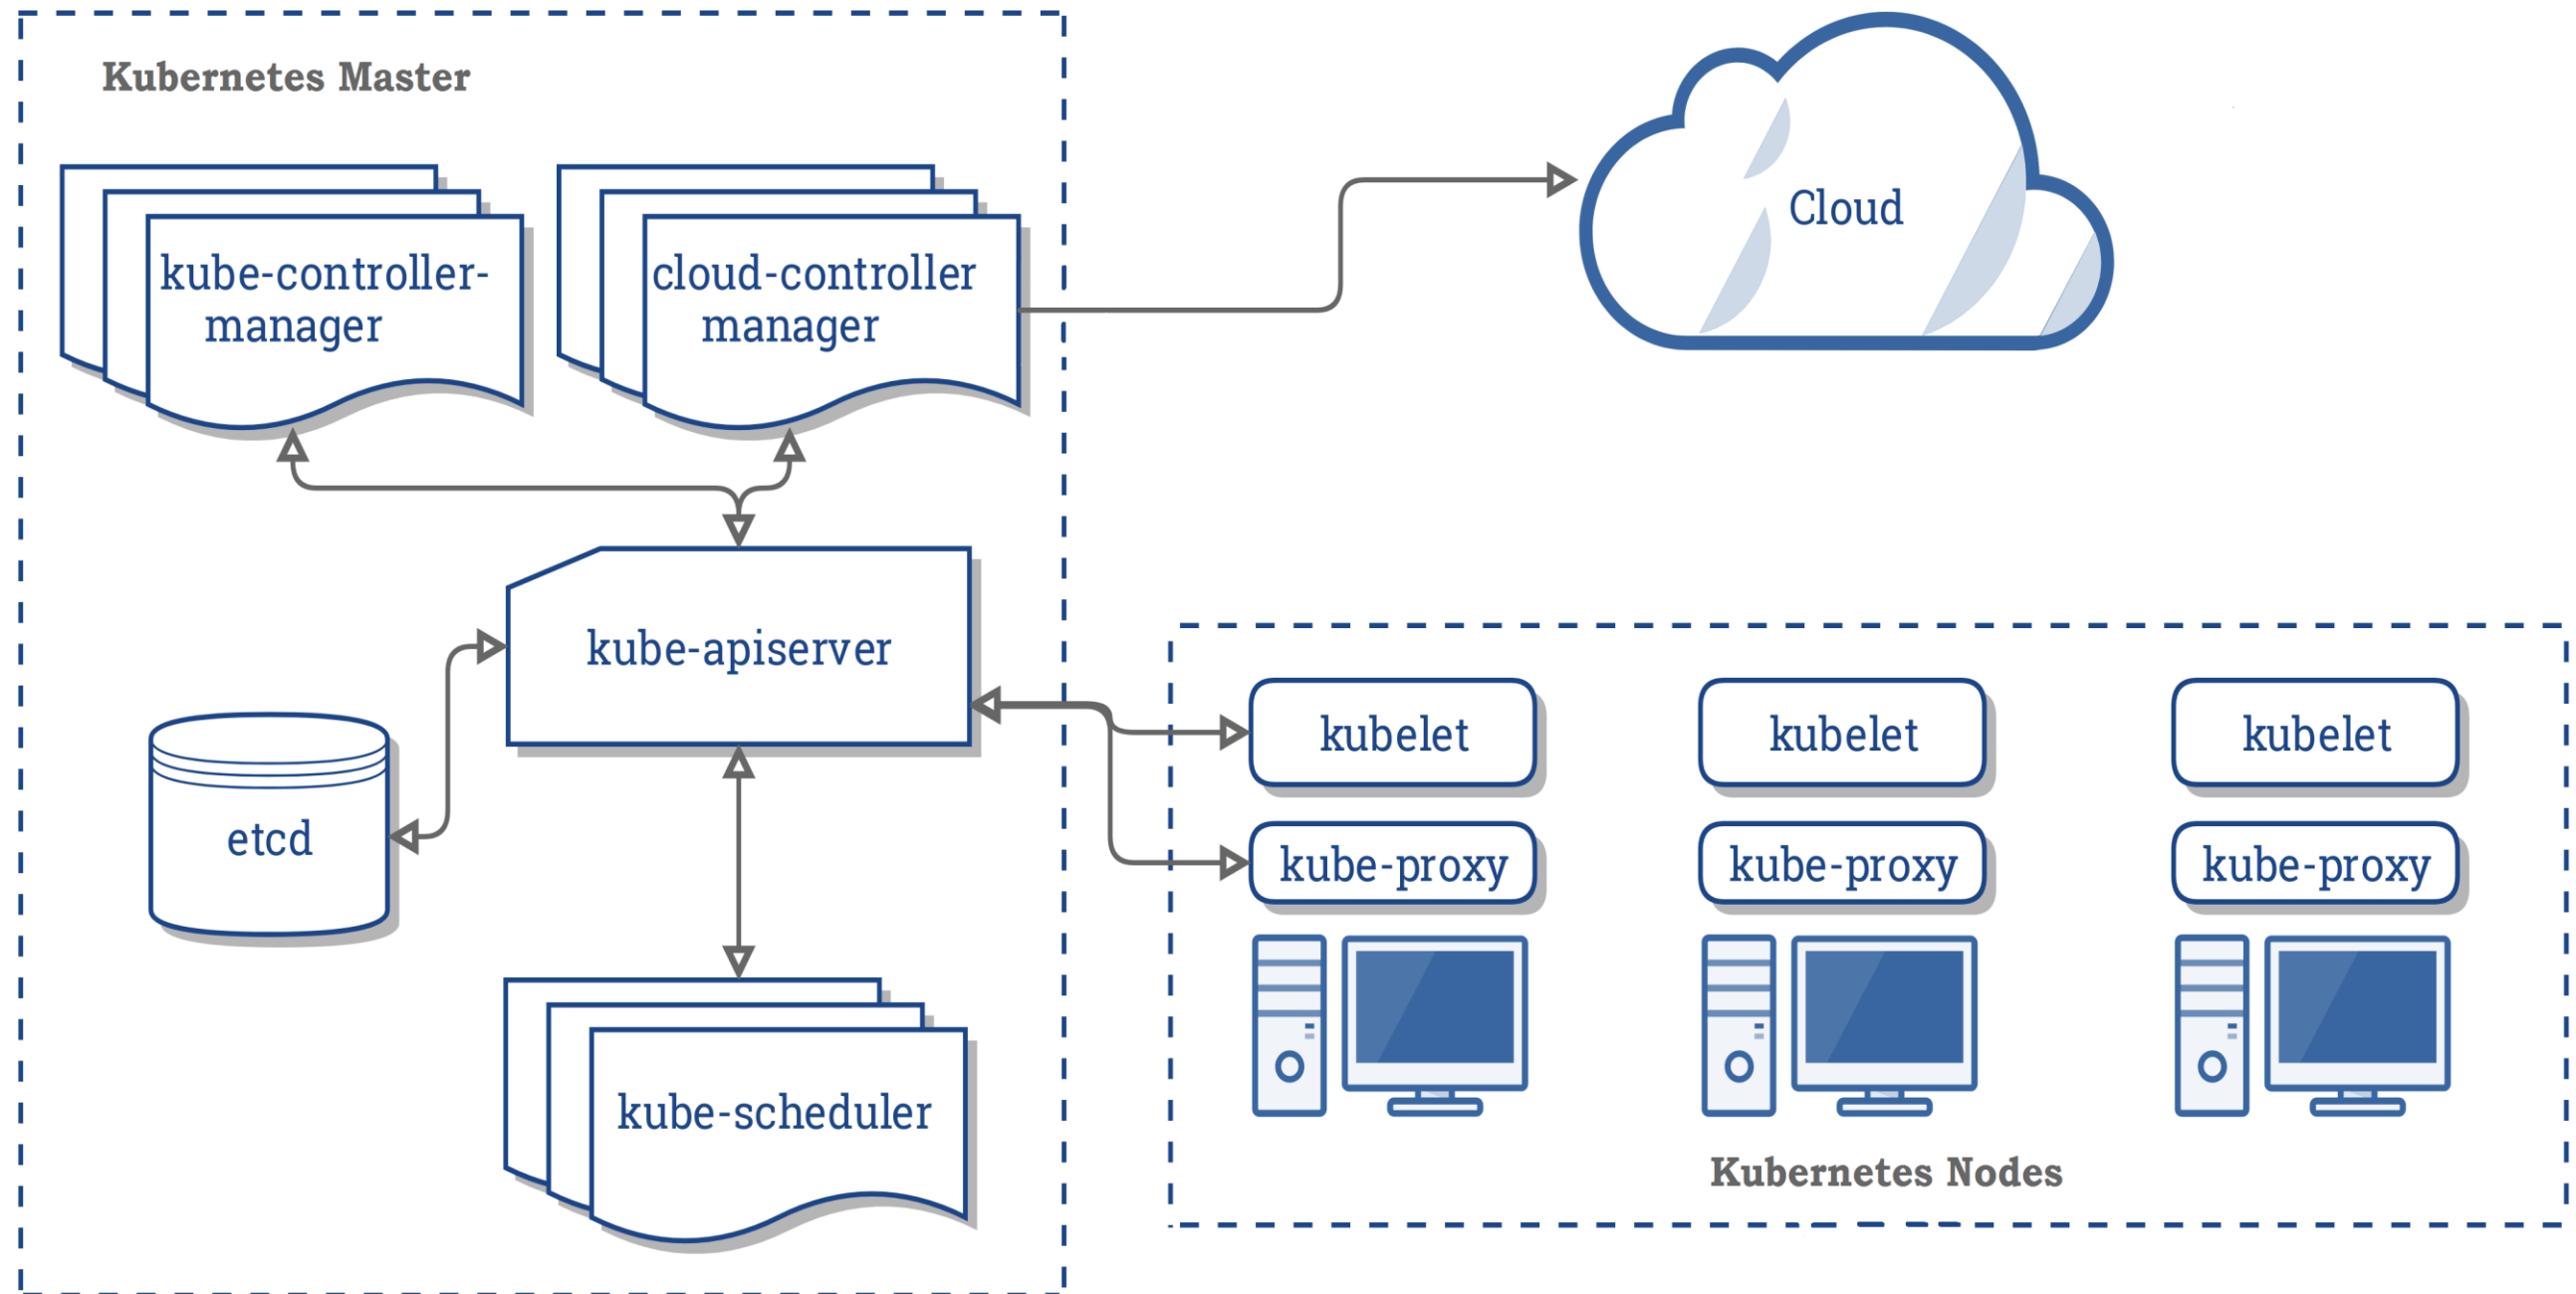 Kubernetes Master
kube-controller-
manager
cloud-controller
manager
Cloud
kube-apiserver
etcd
kube-scheduler
kubelet
kubelet
kubelet
kube-proxy
kube-proxy
kube-proxy
Kubernetes Nodes